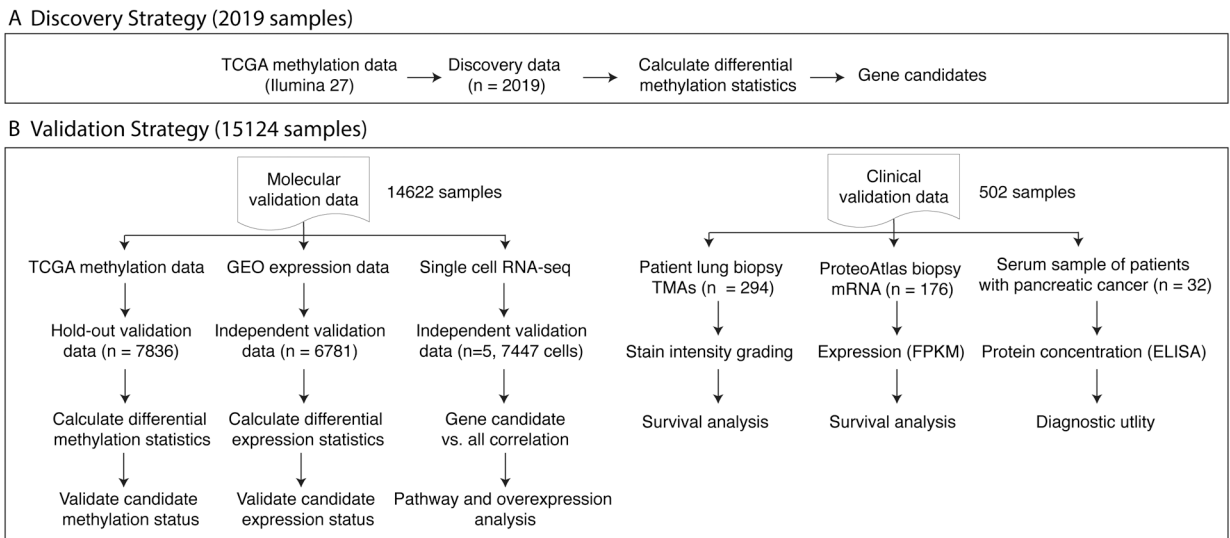 A Discovery Strategy (2019 samples)
TCGA methylation data
(Ilumina 27)
Discovery data
(n = 2019)
Calculate differential
methylation statistics
Gene candidates
B Validation Strategy (15124 samples)
Molecular
validation data
14622 samples
Clinical
validation data
502 samples
TCGA methylation data
GEO expression data
Single cell RNA-seq
Patient lung biopsy
TMAs (n = 294)
ProteoAtlas biopsy
mRNA (n = 176)
Serum sample of patients
with pancreatic cancer (n = 32)
Hold-out validation
data (n = 7836)
Independent validation
data (n = 6781)
Independent validation
data (n=5, 7447 cells)
Stain intensity grading
Expression (FPKM)
Protein concentration (ELISA)
Calculate differential
methylation statistics
Calculate differential
expression statistics
Gene candidate
vs. all correlation
Survival analysis
Survival analysis
Diagnostic utlity
Validate candidate
methylation status
Validate candidate
expression status
Pathway and overexpression
analysis